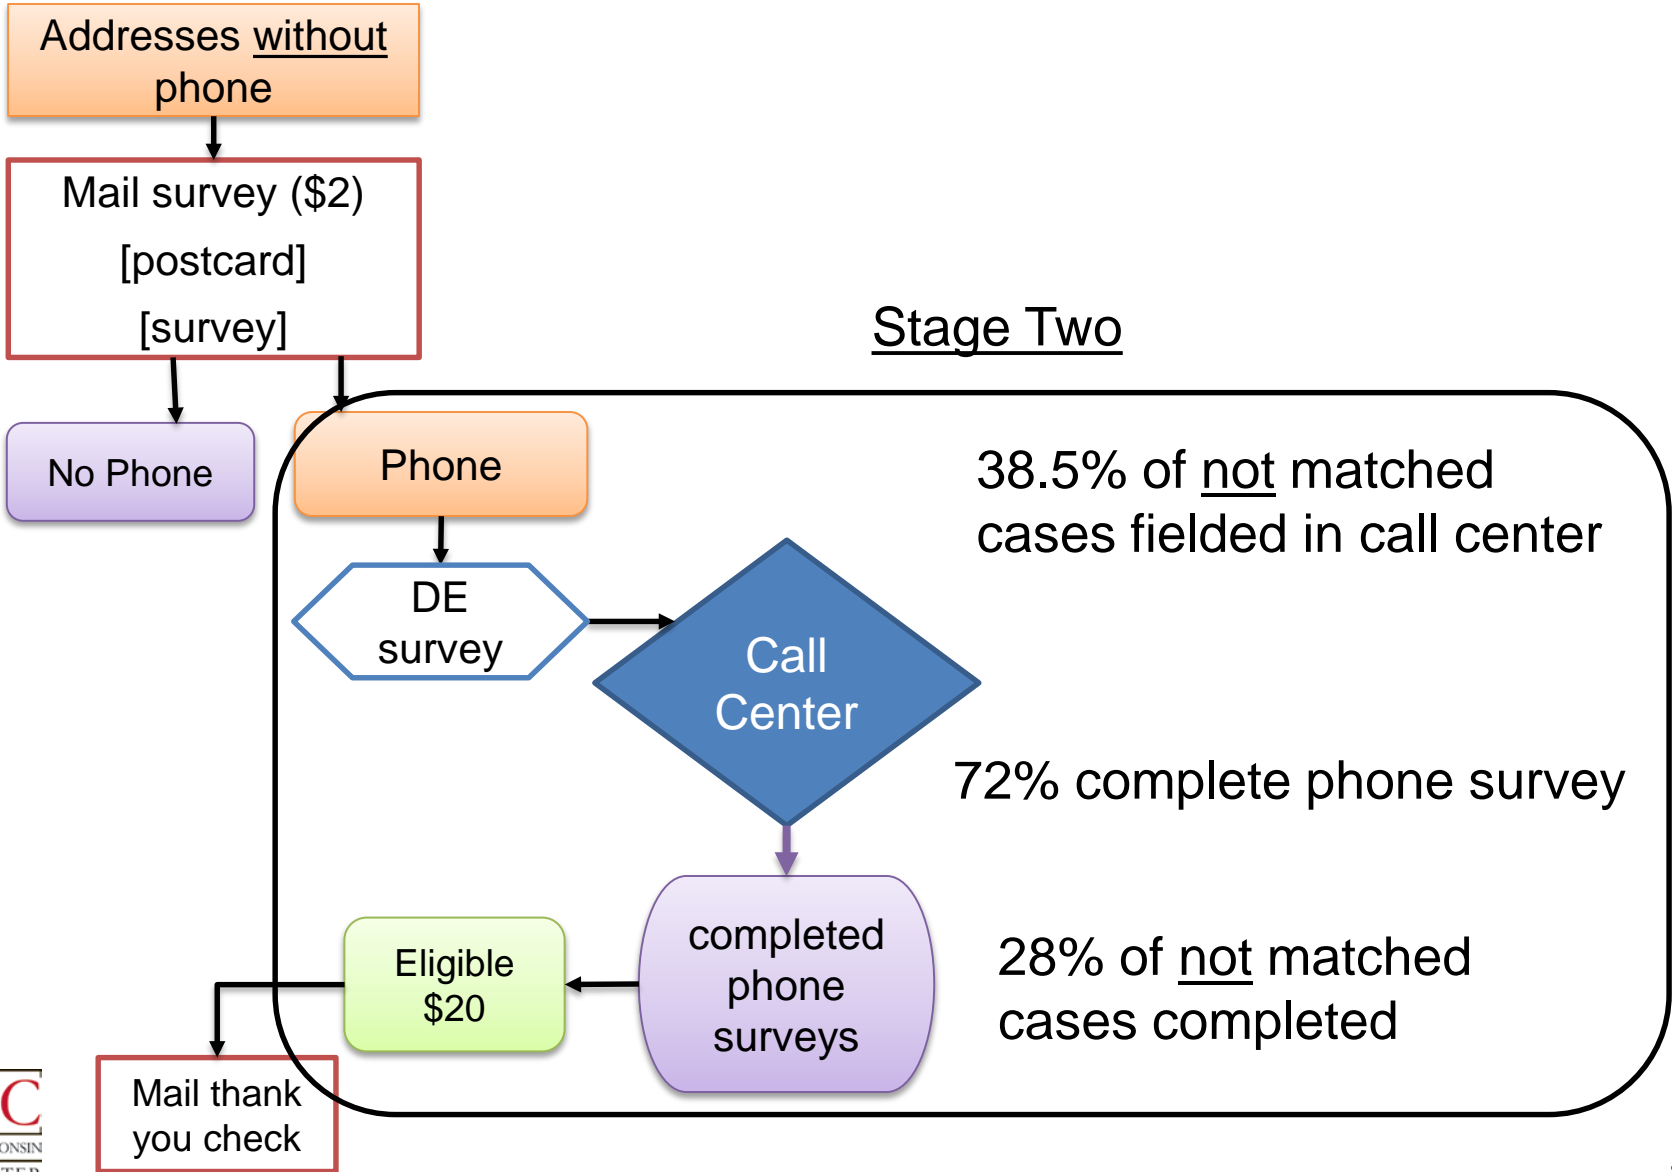 Addresses without
phone
Mail survey ($2)
[postcard]
[survey]
Stage Two
No Phone
Phone
38.5% of not matched
cases fielded in call center
DE
survey
Call
Center
72% complete phone survey
completed
phone
surveys
Eligible
$20
28% of not matched
cases completed
Mail thank
you check
C